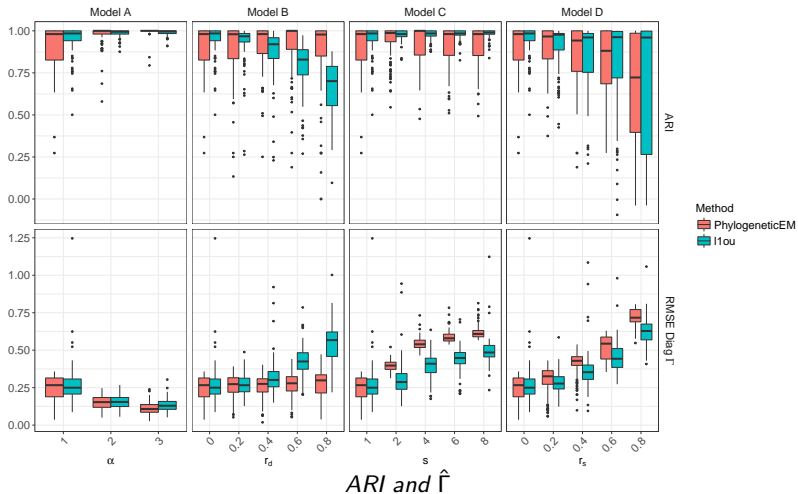 Model A Model B Model C Model D
1.00
0.75
0.50
0.25
0.00
ARI
Method
PhylogeneticEM
l1ou
1.25
1.00
0.75
0.50
0.25
0.00
RMSE Diag Γ
1 2 3 0 0.2 0.4 0.6 0.8 1 2 4 6 8 0 0.2 0.4 0.6 0.8
α r_d s r_s
ARI and Γ̂